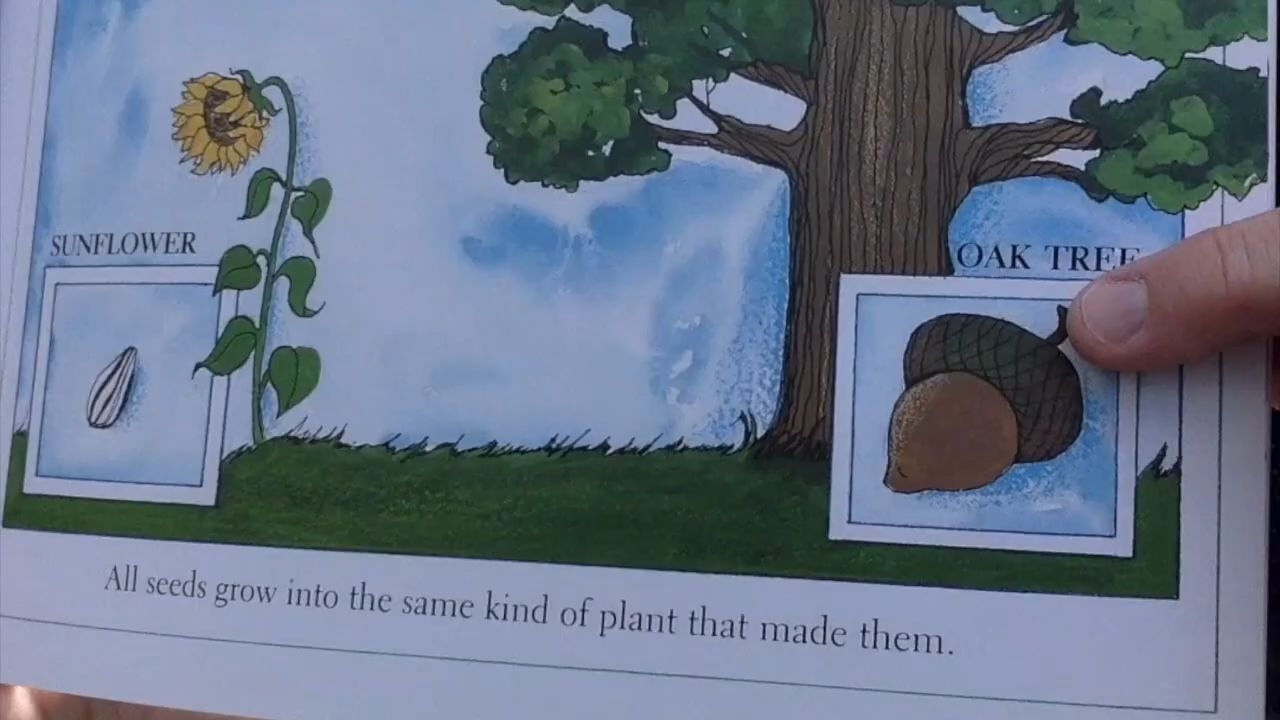 SUNFLOWER
OAK TREE
All seeds grow into the same kind of plant that made them.